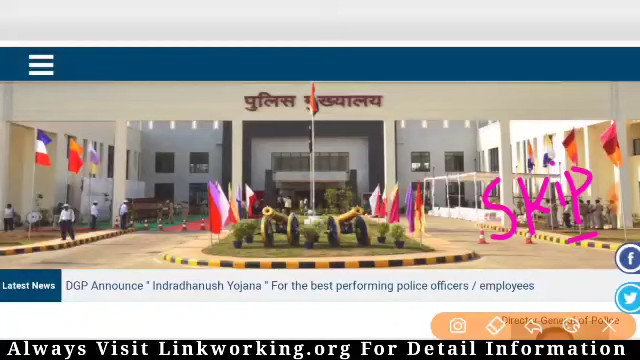 पुलिस मुख्यालय
SKIP
Latest News DGP Announce " Indradhanush Yojana " For the best performing police officers / employees
Director General of Police
Always Visit Linkworking.org For Detail Information